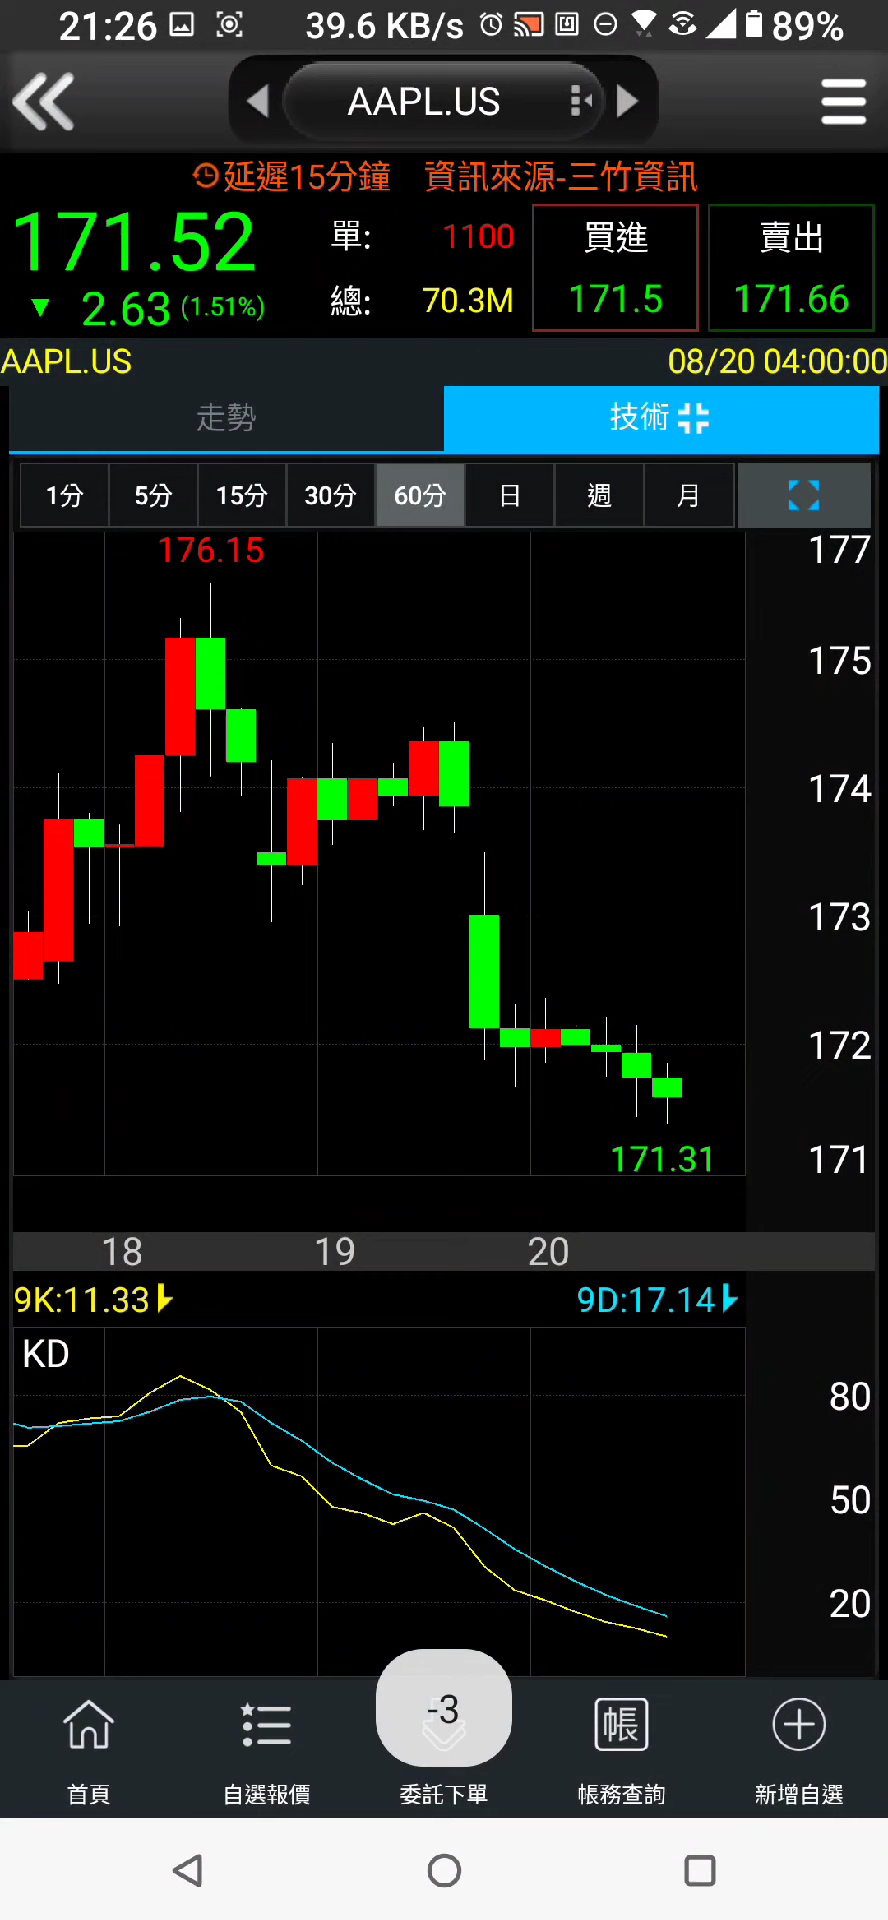 21:26 39.6 KB/s 89%
AAPL.US
延遲15分鐘 資訊來源-三竹資訊
171.52 單: 1100 買進 賣出
▼ 2.63 (1.51%) 總: 70.3M 171.5 171.66
AAPL.US 08/20 04:00:00
走勢 技術
1分 5分 15分 30分 60分 日 週 月
176.15 177
175
174
173
172
171.31 171
18 19 20
9K:11.33 9D:17.14
KD
80
50
20
-3
帳
首頁 自選報價 委託下單 帳務查詢 新增自選